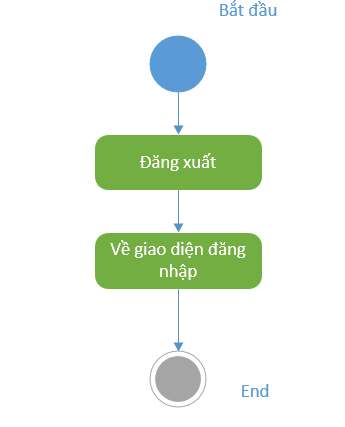 Bắt đầu
Đăng xuất
Về giao diện đăng
nhập
End